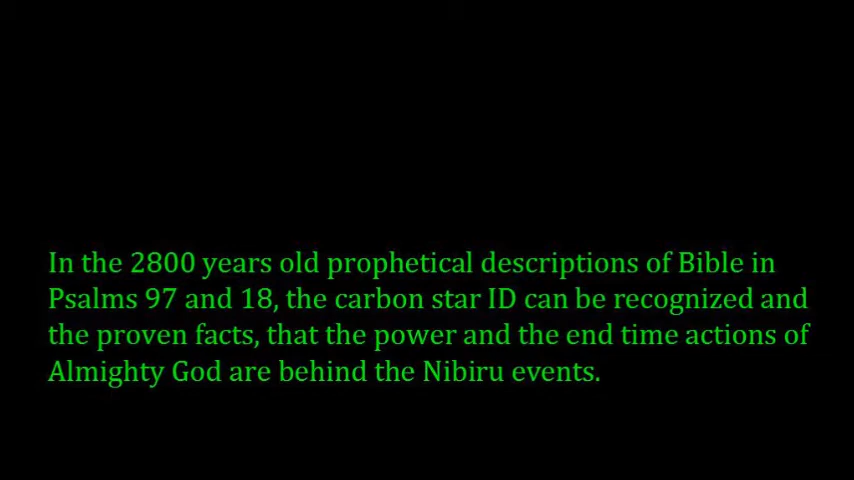 In the 2800 years old prophetical descriptions of Bible in
Psalms 97 and 18, the carbon star ID can be recognized and
the proven facts, that the power and the end time actions of
Almighty God are behind the Nibiru events.